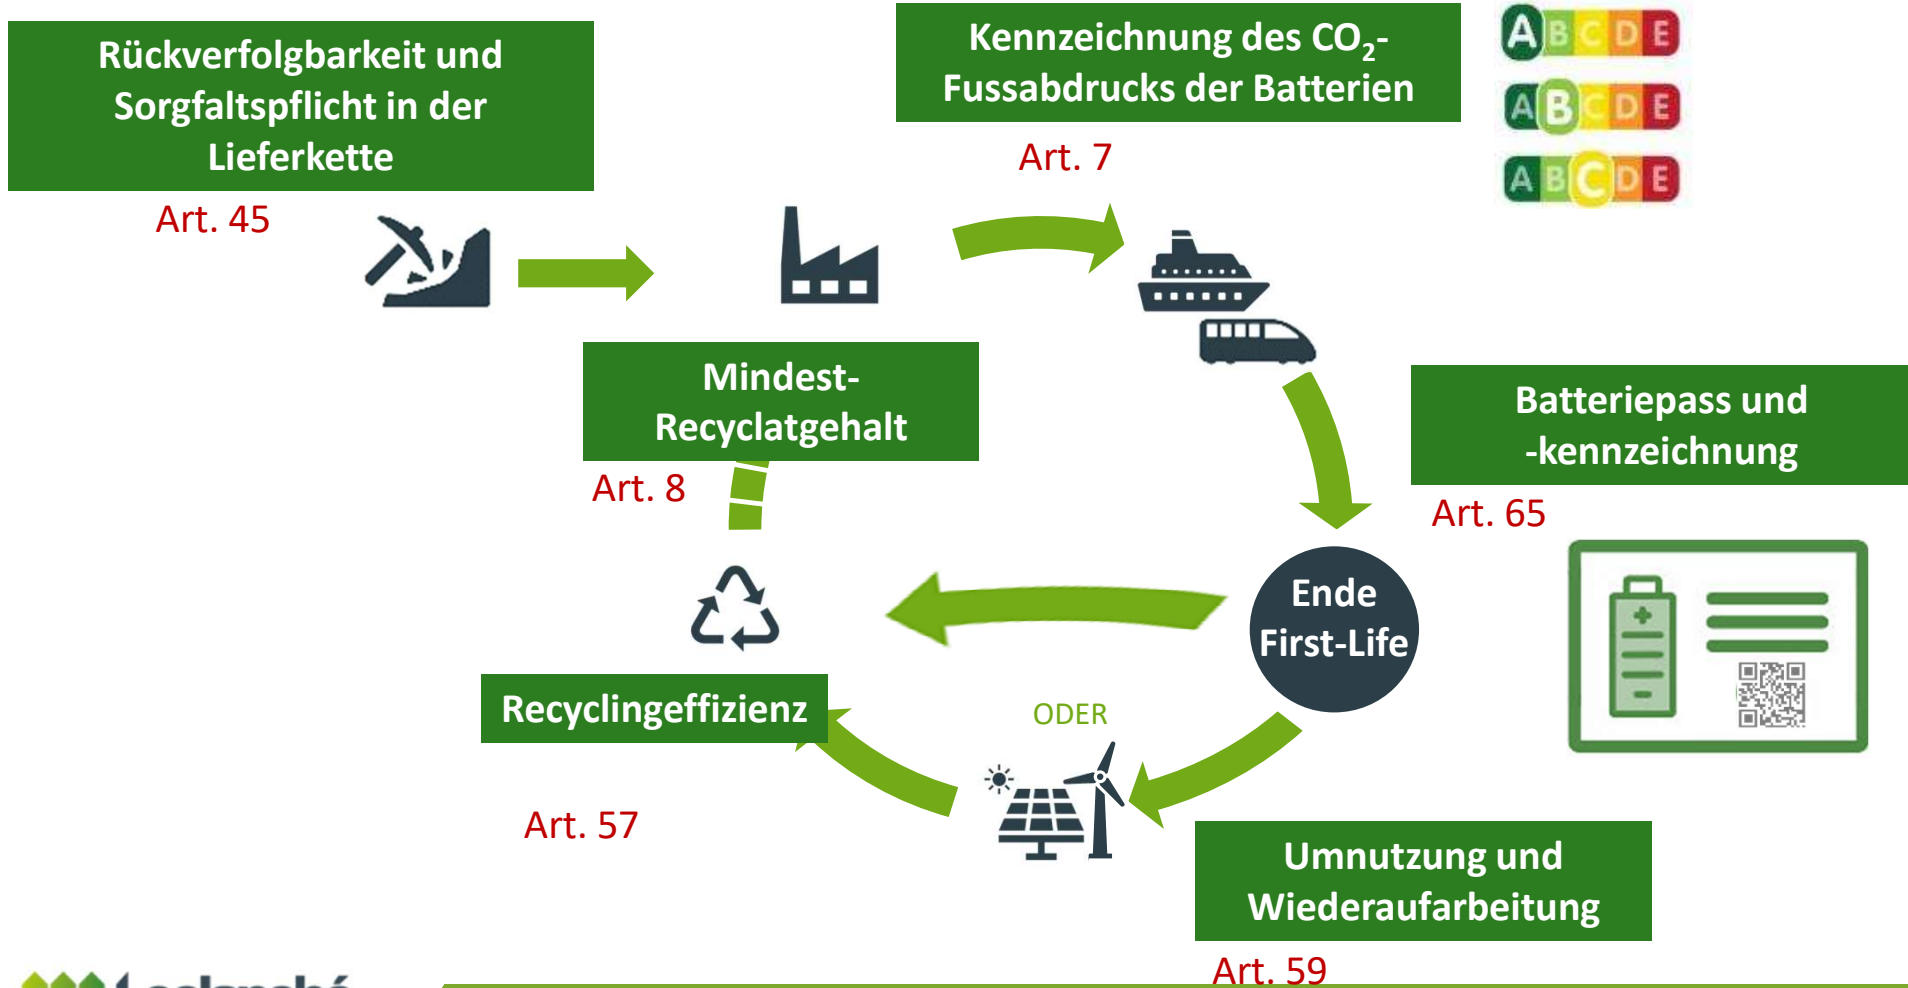 Rückverfolgbarkeit und
Sorgfaltspflicht in der
Lieferkette
Art. 45
Kennzeichnung des CO₂-
Fussabdrucks der Batterien
Art. 7
A B C D E
A B C D E
A B C D E
Mindest-
Recyclatgehalt
Art. 8
Batteriepass und
-kennzeichnung
Art. 65
Ende
First-Life
Recyclingeffizienz
ODER
Art. 57
Umnutzung und
Wiederaufarbeitung
Art. 59